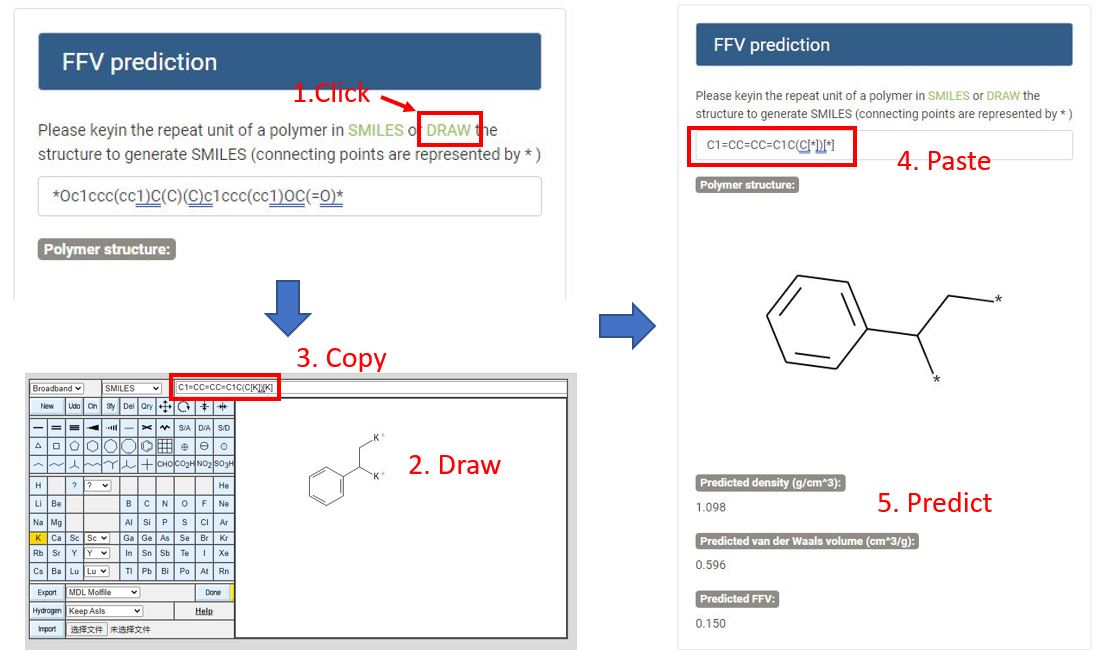 FFV prediction
1.Click
Please keyin the repeat unit of a polymer in SMILES or DRAW the
structure to generate SMILES (connecting points are represented by * )
*Oc1ccc(cc1)C(C)(C)c1ccc(cc1)OC(=O)*
Polymer structure:
3. Copy
Broadband SMILES C1=CC=CC=C1C(C[K])[K]
New Udo Cln Sfy Del Qry
S/A D/A S/D
CHO CO2H NO2 SO3H
H ? ? He
Li Be B C N O F Ne
Na Mg Al Si P S Cl Ar
K Ca Sc Sc Ga Ge As Se Br Kr
Rb Sr Y Y In Sn Sb Te I Xe
Cs Ba Lu Lu Tl Pb Bi Po At Rn
Export MDL Molfile Done
Hydrogen Keep AsIs Help
Import 选择文件 未选择文件
K
K
2. Draw
FFV prediction
Please keyin the repeat unit of a polymer in SMILES or DRAW the
structure to generate SMILES (connecting points are represented by * )
C1=CC=CC=C1C(C[*])[*]
4. Paste
Polymer structure:
*
*
Predicted density (g/cm^3):
1.098
5. Predict
Predicted van der Waals volume (cm^3/g):
0.596
Predicted FFV:
0.150